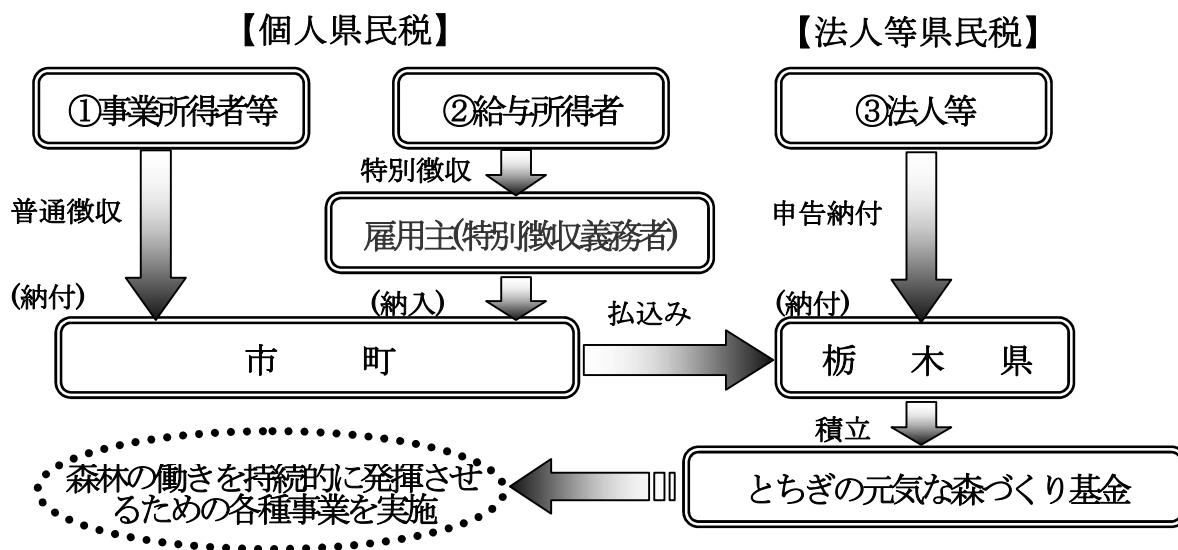 【個人県民税】
【法人等県民税】
①事業所得者等
②給与所得者
③法人等
特別徴収
普通徴収
雇用主(特別徴収義務者)
申告納付
(納付)
(納入)
払込み
(納付)
市 町
栃 木 県
積立
森林の働きを持続的に発揮させ
るための各種事業を実施
とちぎの元気な森づくり基金